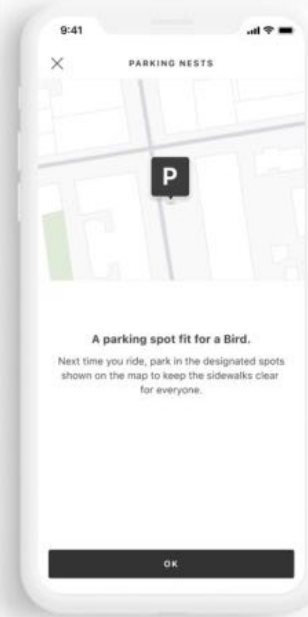 9:41
PARKING NESTS
P
A parking spot fit for a Bird.
Next time you ride, park in the designated spots
shown on the map to keep the sidewalks clear
for everyone.
OK